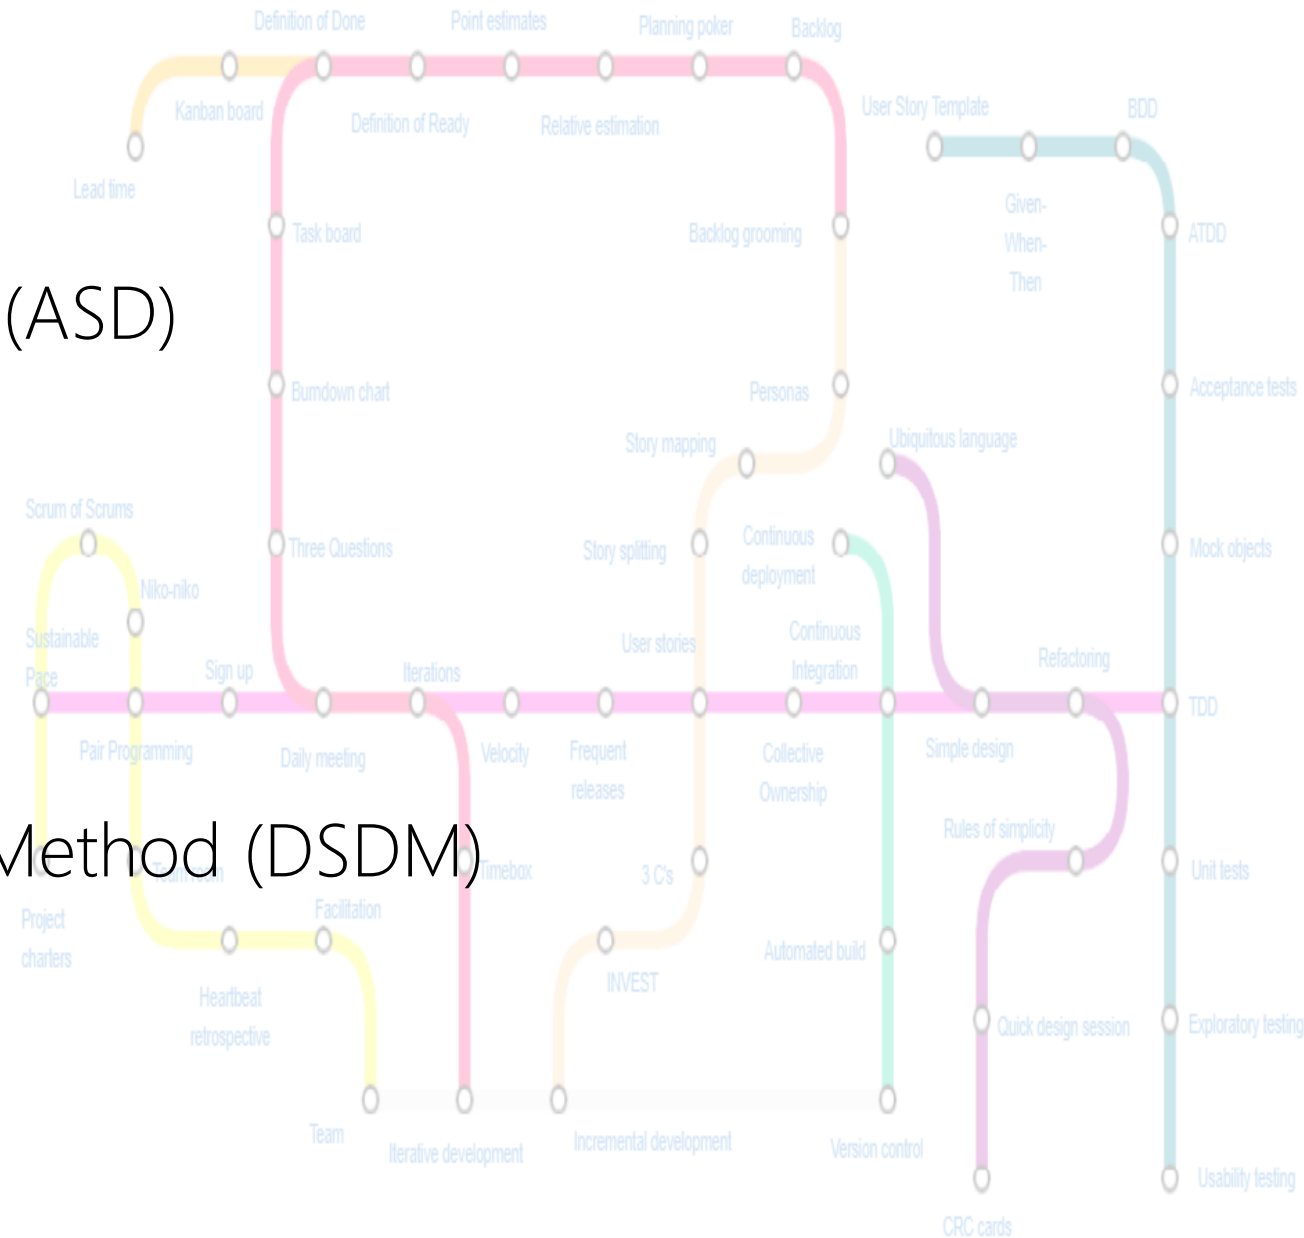 Definition of Done
Point estimates
Planning poker
Backlog
Kanban board
Definition of Ready
Relative estimation
User Story Template
BDD
Lead time
Given-
When-
Then
Task board
Backlog grooming
ATDD
(ASD)
Burndown chart
Personas
Acceptance tests
Story mapping
Ubiquitous language
Scrum of Scrums
Three Questions
Story splitting
Continuous
deployment
Mock objects
Niko-niko
Sustainable
Pace
Sign up
Iterations
User stories
Continuous
Integration
Refactoring
TDD
Pair Programming
Daily meeting
Velocity
Frequent
releases
Collective
Ownership
Simple design
Rules of simplicity
Method (DSDM)
Team room
Timebox
3 C's
Unit tests
Project
charters
Facilitation
Automated build
INVEST
Heartbeat
retrospective
Quick design session
Exploratory testing
Team
Iterative development
Incremental development
Version control
Usability testing
CRC cards